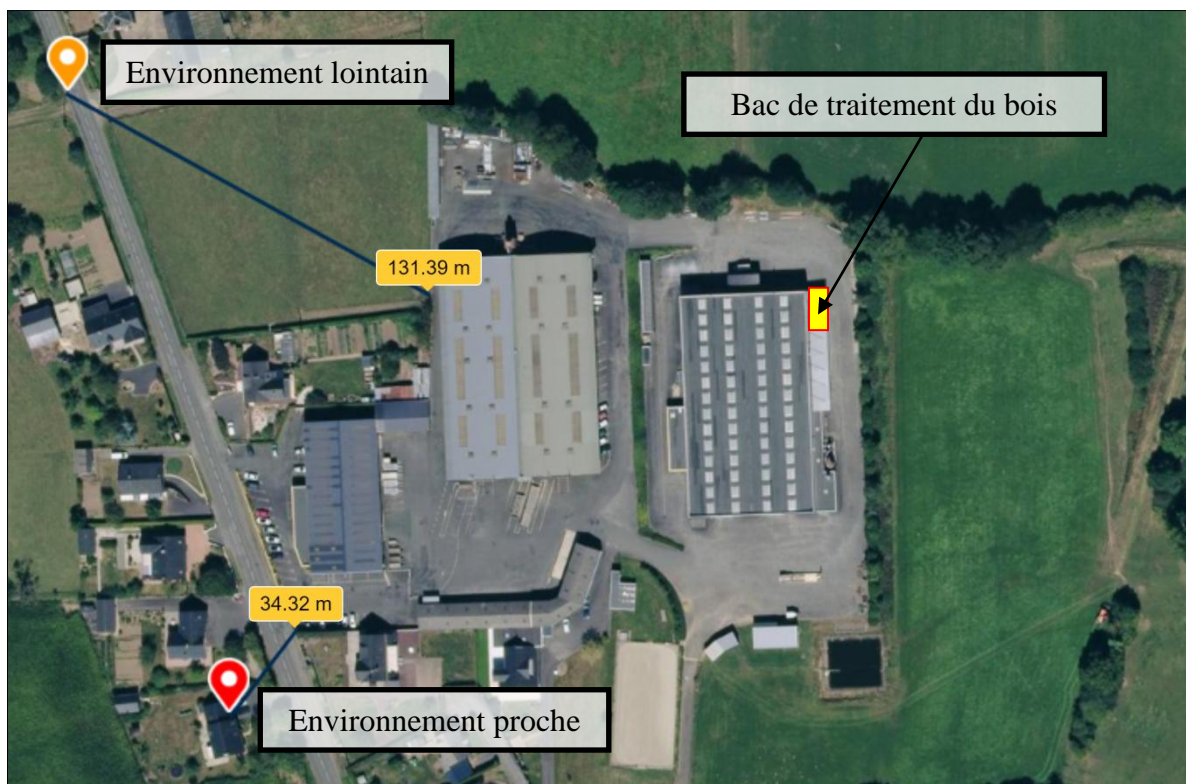 Environnement lointain
Bac de traitement du bois
131.39 m
34.32 m
Environnement proche